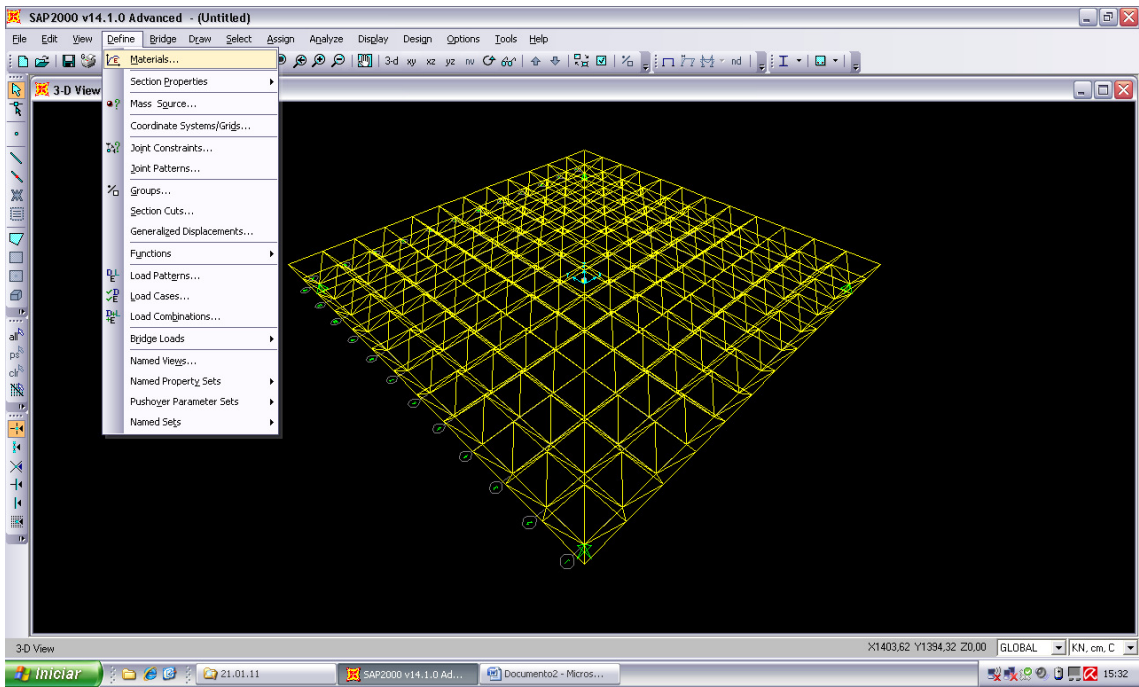 SAP2000 v14.1.0 Advanced - (Untitled)
File Edit View Define Bridge Draw Select Assign Analyze Display Design Options Tools Help
3-d xy xz yz nv nd
3-D View
Materials...
Section Properties
Mass Source...
Coordinate Systems/Grids...
Joint Constraints...
Joint Patterns...
Groups...
Section Cuts...
Generalized Displacements...
Functions
Load Patterns...
Load Cases...
Load Combinations...
Bridge Loads
Named Views...
Named Property Sets
Pushover Parameter Sets
Named Sets
all
ps
clr
3-D View X1403,62 Y1394,32 Z0,00 GLOBAL KN, cm, C
Iniciar 21.01.11 SAP2000 v14.1.0 Ad... Documento2 - Micros... 15:32